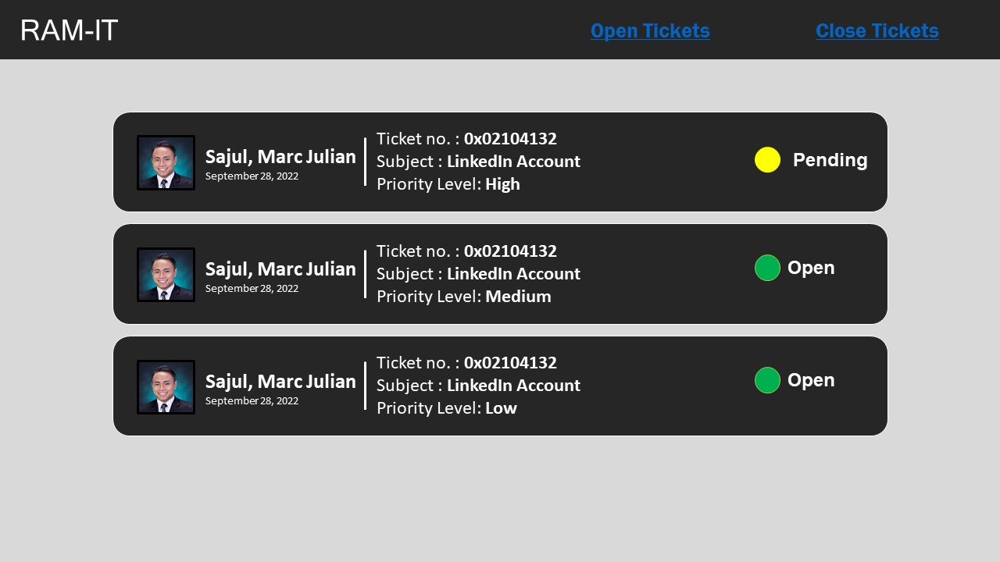 RAM-IT
Open Tickets
Close Tickets
Sajul, Marc Julian
September 28, 2022
Ticket no. : 0x02104132
Subject : LinkedIn Account
Priority Level: High
Pending
Sajul, Marc Julian
September 28, 2022
Ticket no. : 0x02104132
Subject : LinkedIn Account
Priority Level: Medium
Open
Sajul, Marc Julian
September 28, 2022
Ticket no. : 0x02104132
Subject : LinkedIn Account
Priority Level: Low
Open